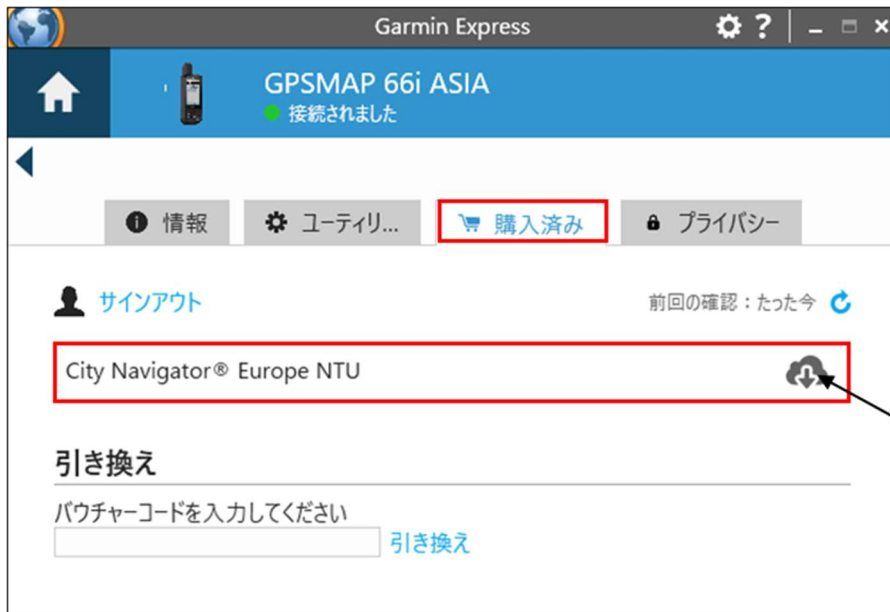 Garmin Express
GPSMAP 66i ASIA
接続されました
情報
ユーティリ...
購入済み
プライバシー
サインアウト
前回の確認：たった今
City Navigator® Europe NTU
引き換え
バウチャーコードを入力してください
引き換え